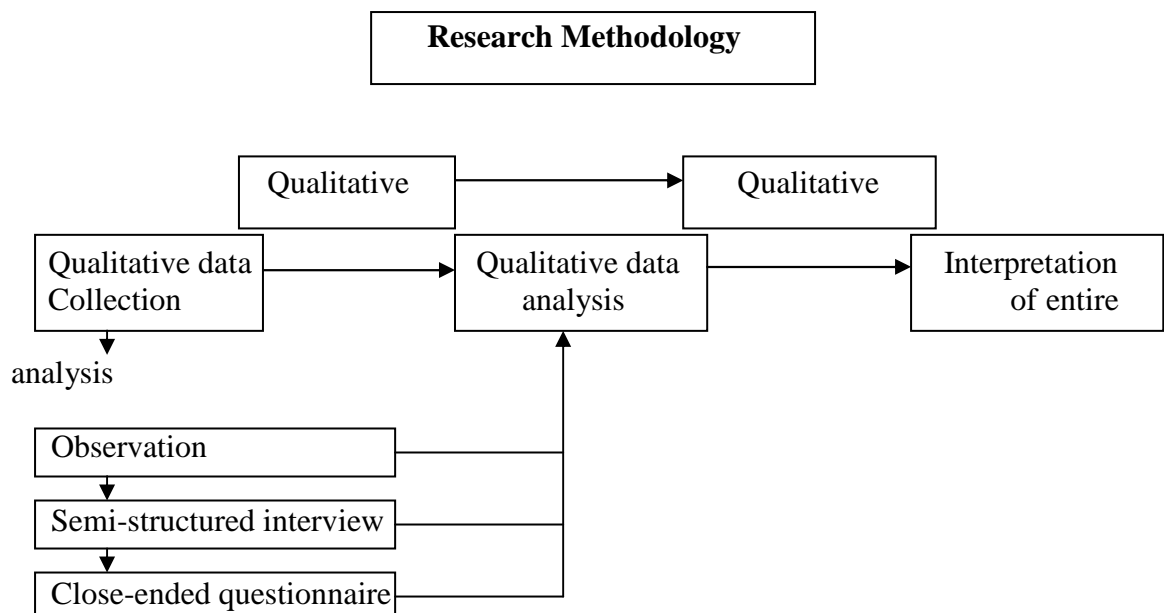 Research Methodology
Qualitative
Qualitative
Qualitative data
Collection
Qualitative data
analysis
Interpretation
of entire
analysis
Observation
Semi-structured interview
Close-ended questionnaire